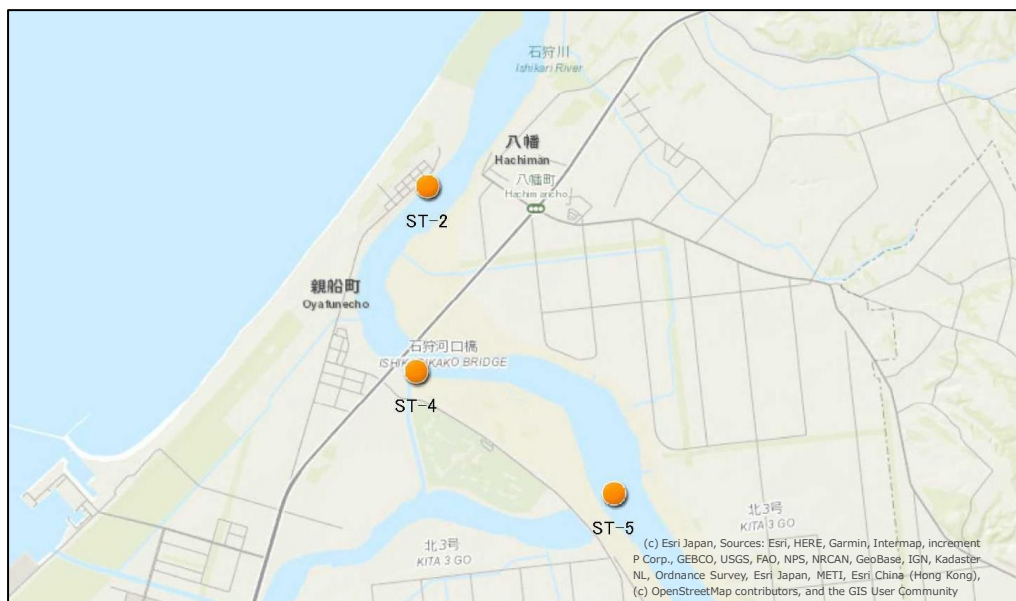 石狩川
Ishikari River
八幡
Hachiman
八幡町
Hachimancho
ST-2
親船町
Oyafunecho
石狩河口橋
ISHIKARIKAKO BRIDGE
ST-4
ST-5
北3号
KITA 3 GO
北3号
KITA 3 GO
(c) Esri Japan, Sources: Esri, HERE, Garmin, Intermap, increment
P Corp., GEBCO, USGS, FAO, NPS, NRCAN, GeoBase, IGN, Kadaster
NL, Ordnance Survey, Esri Japan, METI, Esri China (Hong Kong),
(c) OpenStreetMap contributors, and the GIS User Community